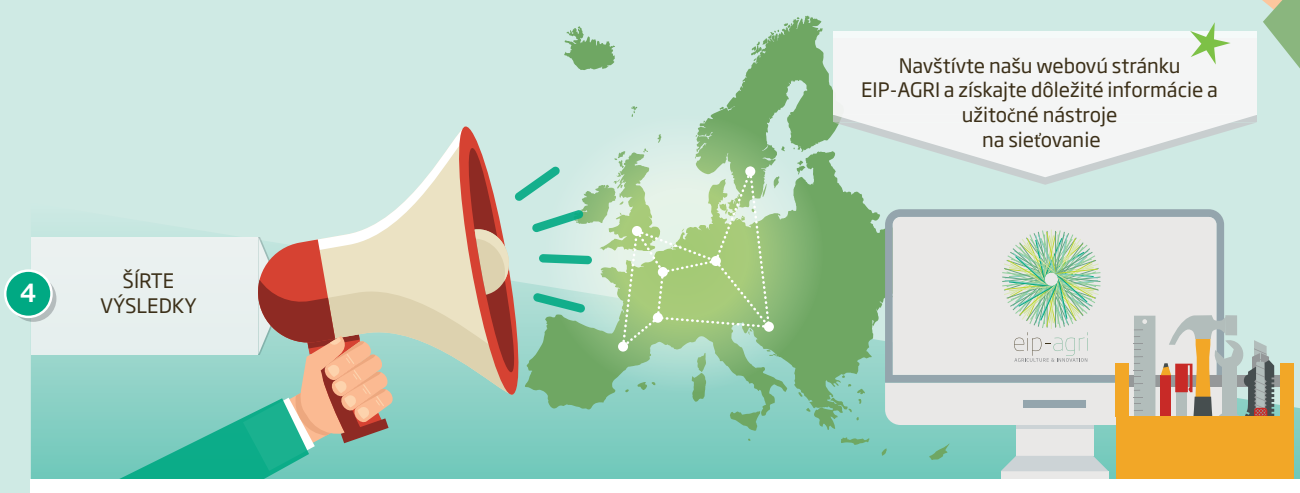 Navštívte našu webovú stránku
EIP-AGRI a získajte dôležité informácie a
užitočné nástroje
na sieťovanie
4
ŠÍRTE
VÝSLEDKY
eip-agri
AGRICULTURE & INNOVATION